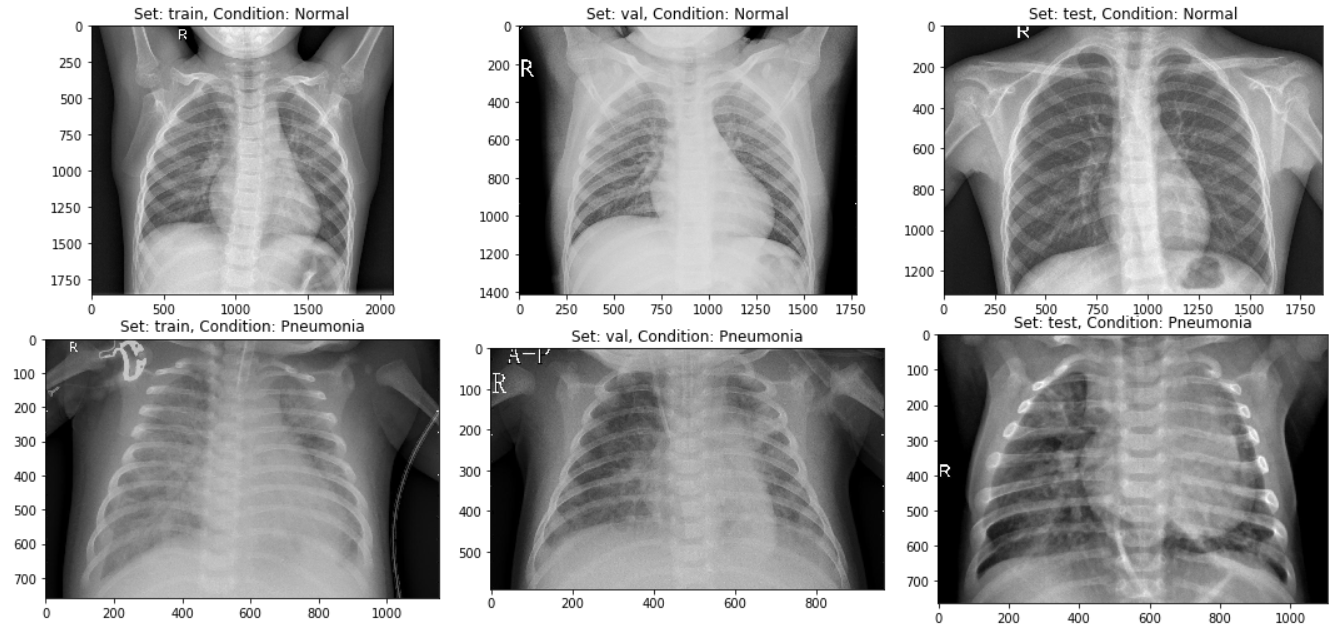 Set: train, Condition: Normal
R
0
250
500
750
1000
1250
1500
1750
0 500 1000 1500 2000
Set: val, Condition: Normal
R
0
200
400
600
800
1000
1200
1400
0 250 500 750 1000 1250 1500 1750
Set: test, Condition: Normal
R
0
200
400
600
800
1000
1200
0 250 500 750 1000 1250 1500 1750
Set: train, Condition: Pneumonia
R
0
100
200
300
400
500
600
700
0 200 400 600 800 1000
Set: val, Condition: Pneumonia
A-P
R
0
100
200
300
400
500
0 200 400 600 800
Set: test, Condition: Pneumonia
R
0
100
200
300
400
500
600
700
0 200 400 600 800 1000